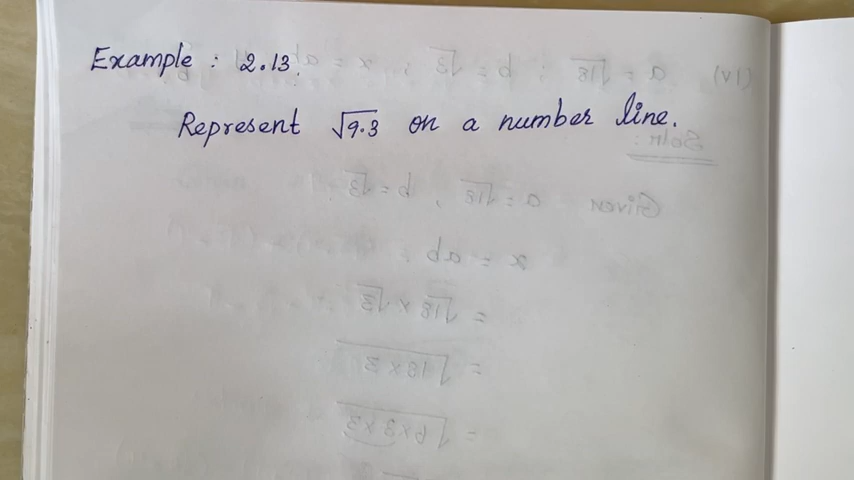 Example : 2.13.
Represent √9.3 on a number line.